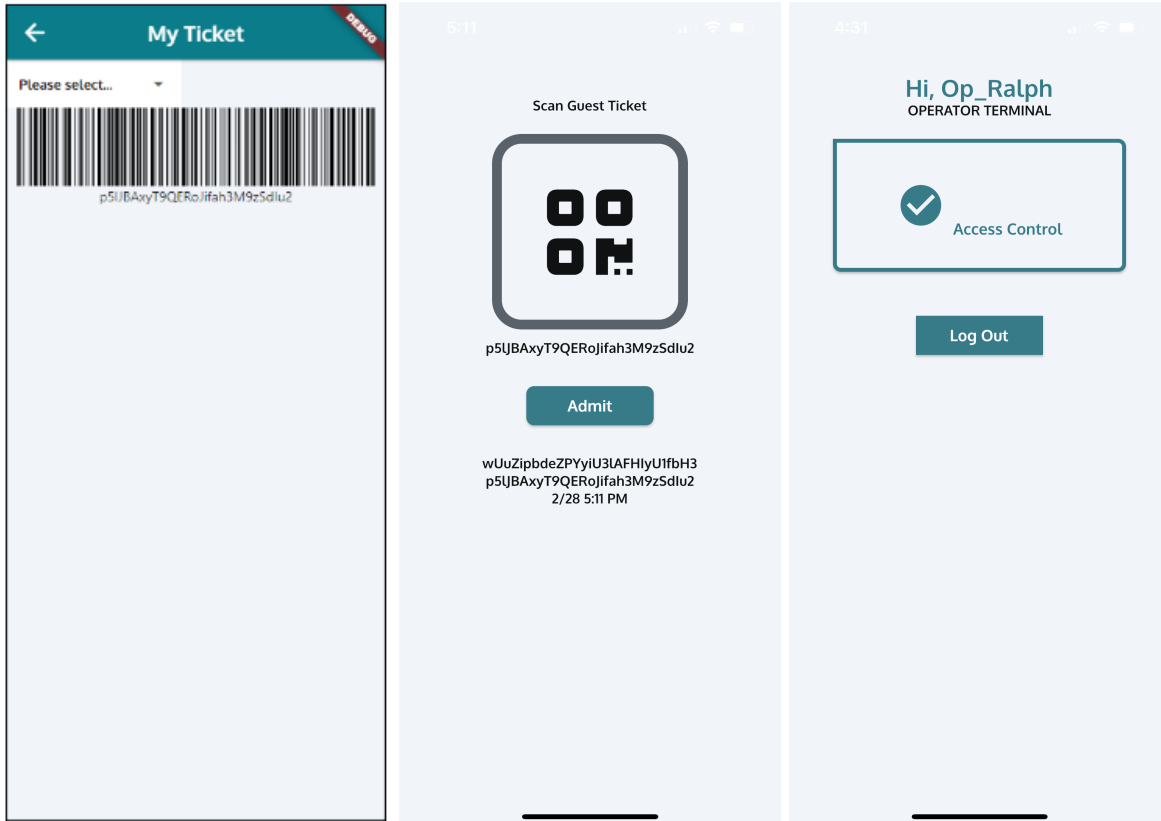 My Ticket
DEBUG
Please select...
p5lJBAxyT9QERoJifah3M9zSdIu2
5:11
Scan Guest Ticket
p5lJBAxyT9QERoJifah3M9zSdIu2
Admit
wUuZipbdeZPYyiU3lAFHIyU1fbH3
p5lJBAxyT9QERoJifah3M9zSdIu2
2/28 5:11 PM
4:31
Hi, Op_Ralph
OPERATOR TERMINAL
Access Control
Log Out